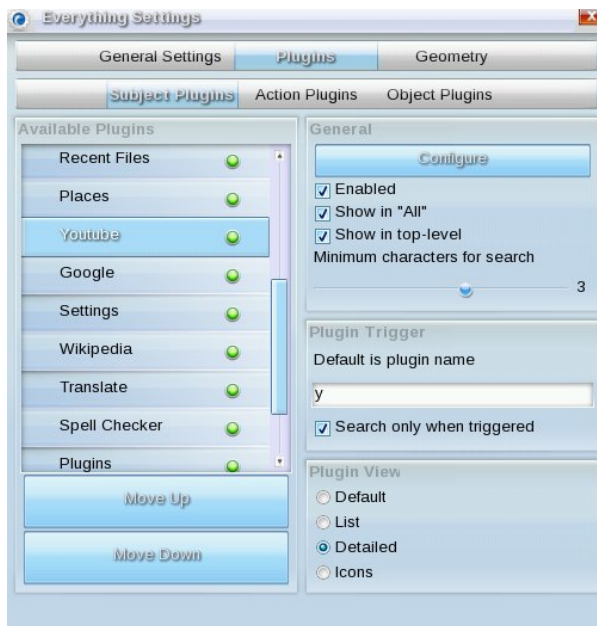 Everything Settings
General Settings Plugins Geometry
Subject Plugins Action Plugins Object Plugins
Available Plugins
Recent Files
Places
Youtube
Google
Settings
Wikipedia
Translate
Spell Checker
Plugins
Move Up
Move Down
General
Configure
Enabled
Show in "All"
Show in top-level
Minimum characters for search
3
Plugin Trigger
Default is plugin name
y
Search only when triggered
Plugin View
Default
List
Detailed
Icons